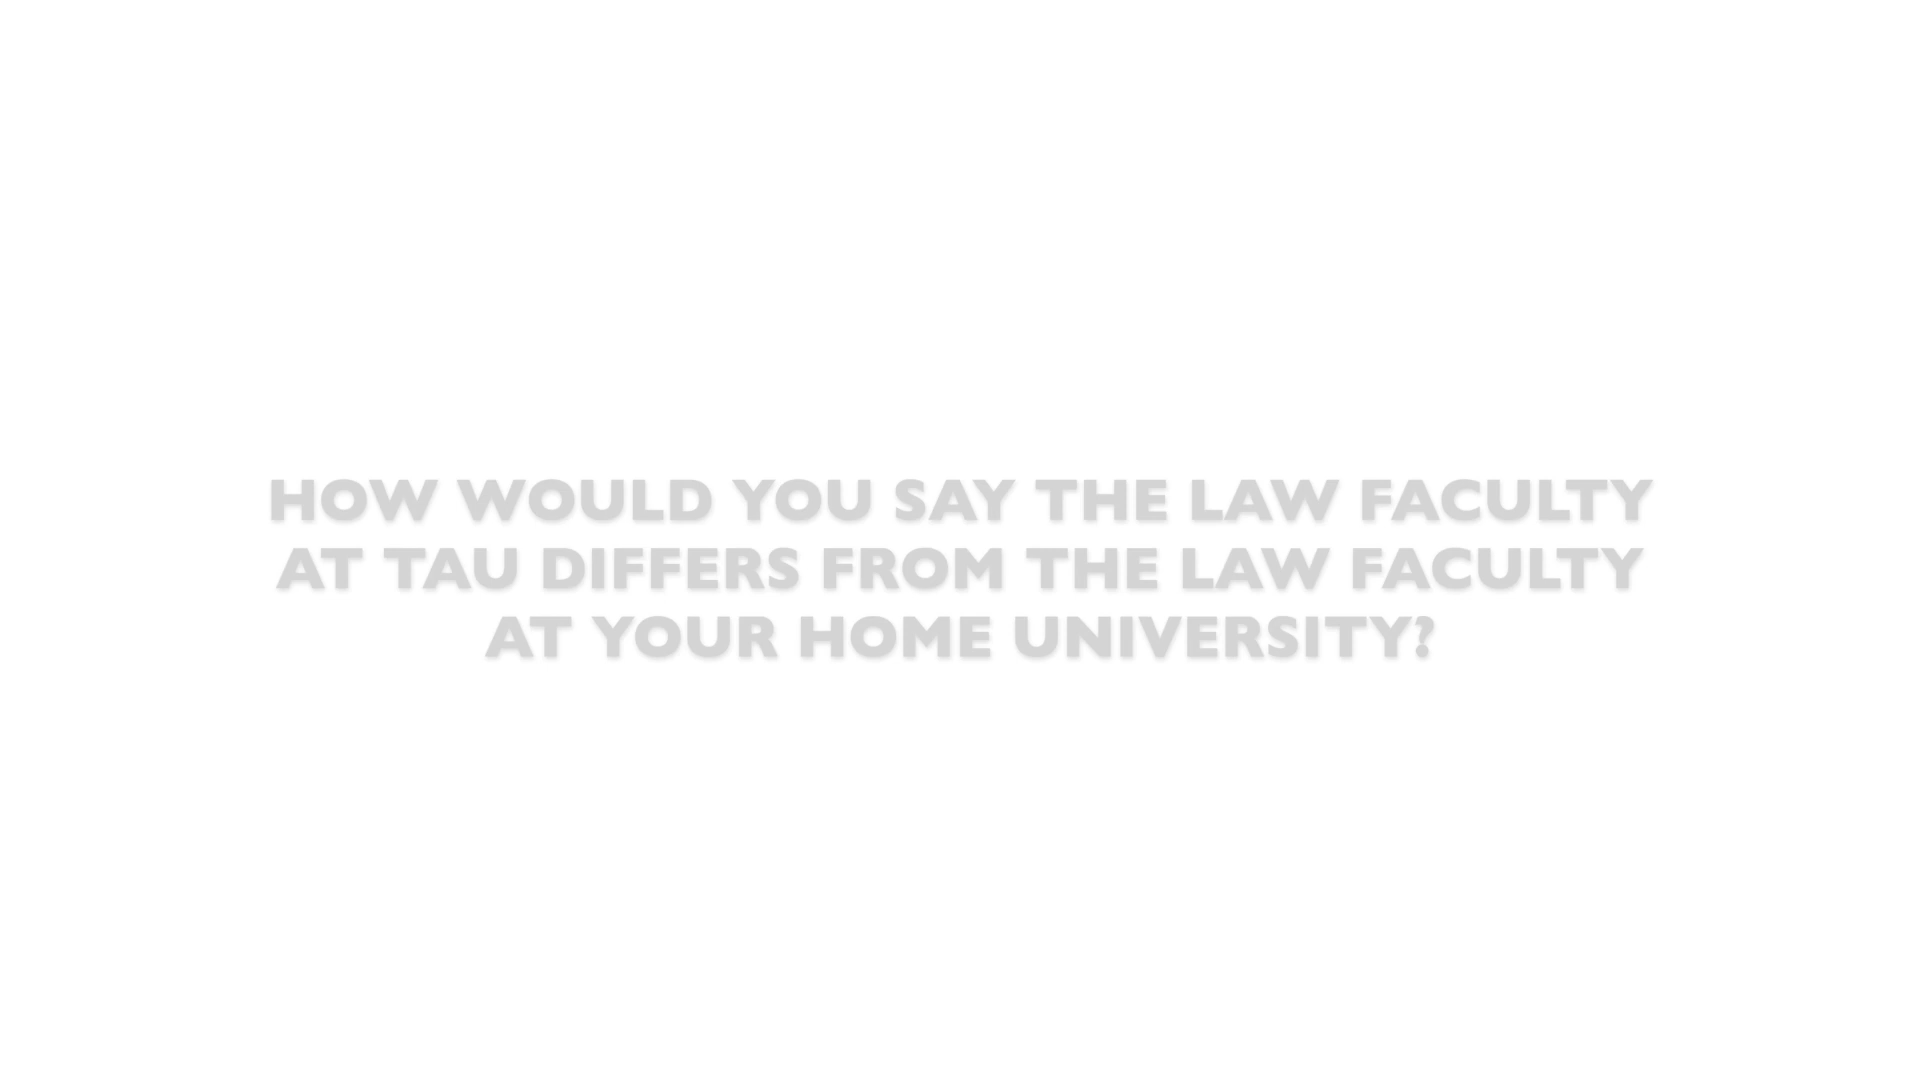 HOW WOULD YOU SAY THE LAW FACULTY
AT TAU DIFFERS FROM THE LAW FACULTY
AT YOUR HOME UNIVERSITY?